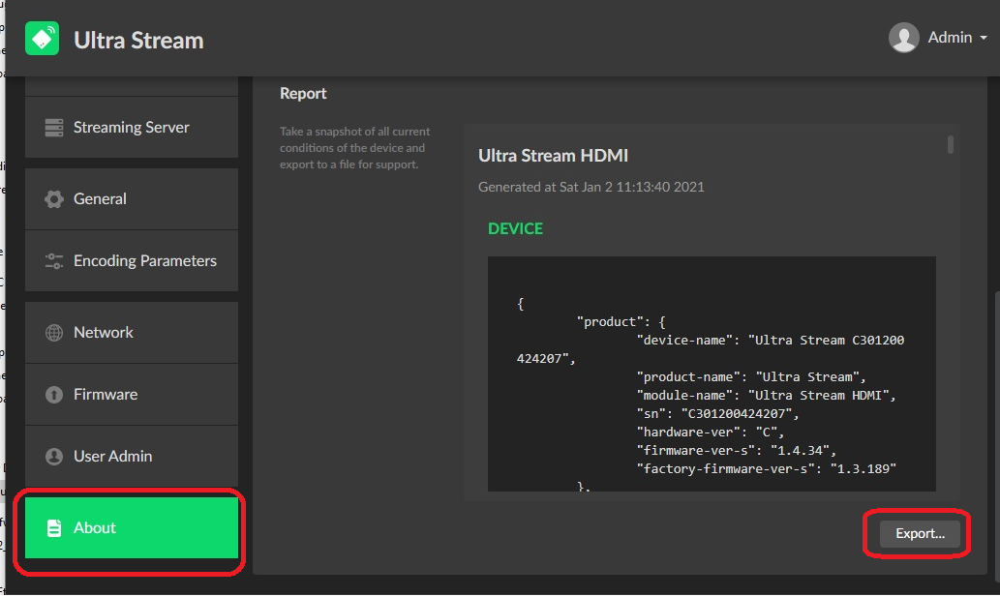 Ultra Stream
Admin
Streaming Server
General
Encoding Parameters
Network
Firmware
User Admin
About
Report
Take a snapshot of all current
conditions of the device and
export to a file for support.
Ultra Stream HDMI
Generated at Sat Jan 2 11:13:40 2021
DEVICE
{
"product": {
"device-name": "Ultra Stream C301200
424207",
"product-name": "Ultra Stream",
"module-name": "Ultra Stream HDMI",
"sn": "C301200424207",
"hardware-ver": "C",
"firmware-ver-s": "1.4.34",
"factory-firmware-ver-s": "1.3.189"
},
Export...